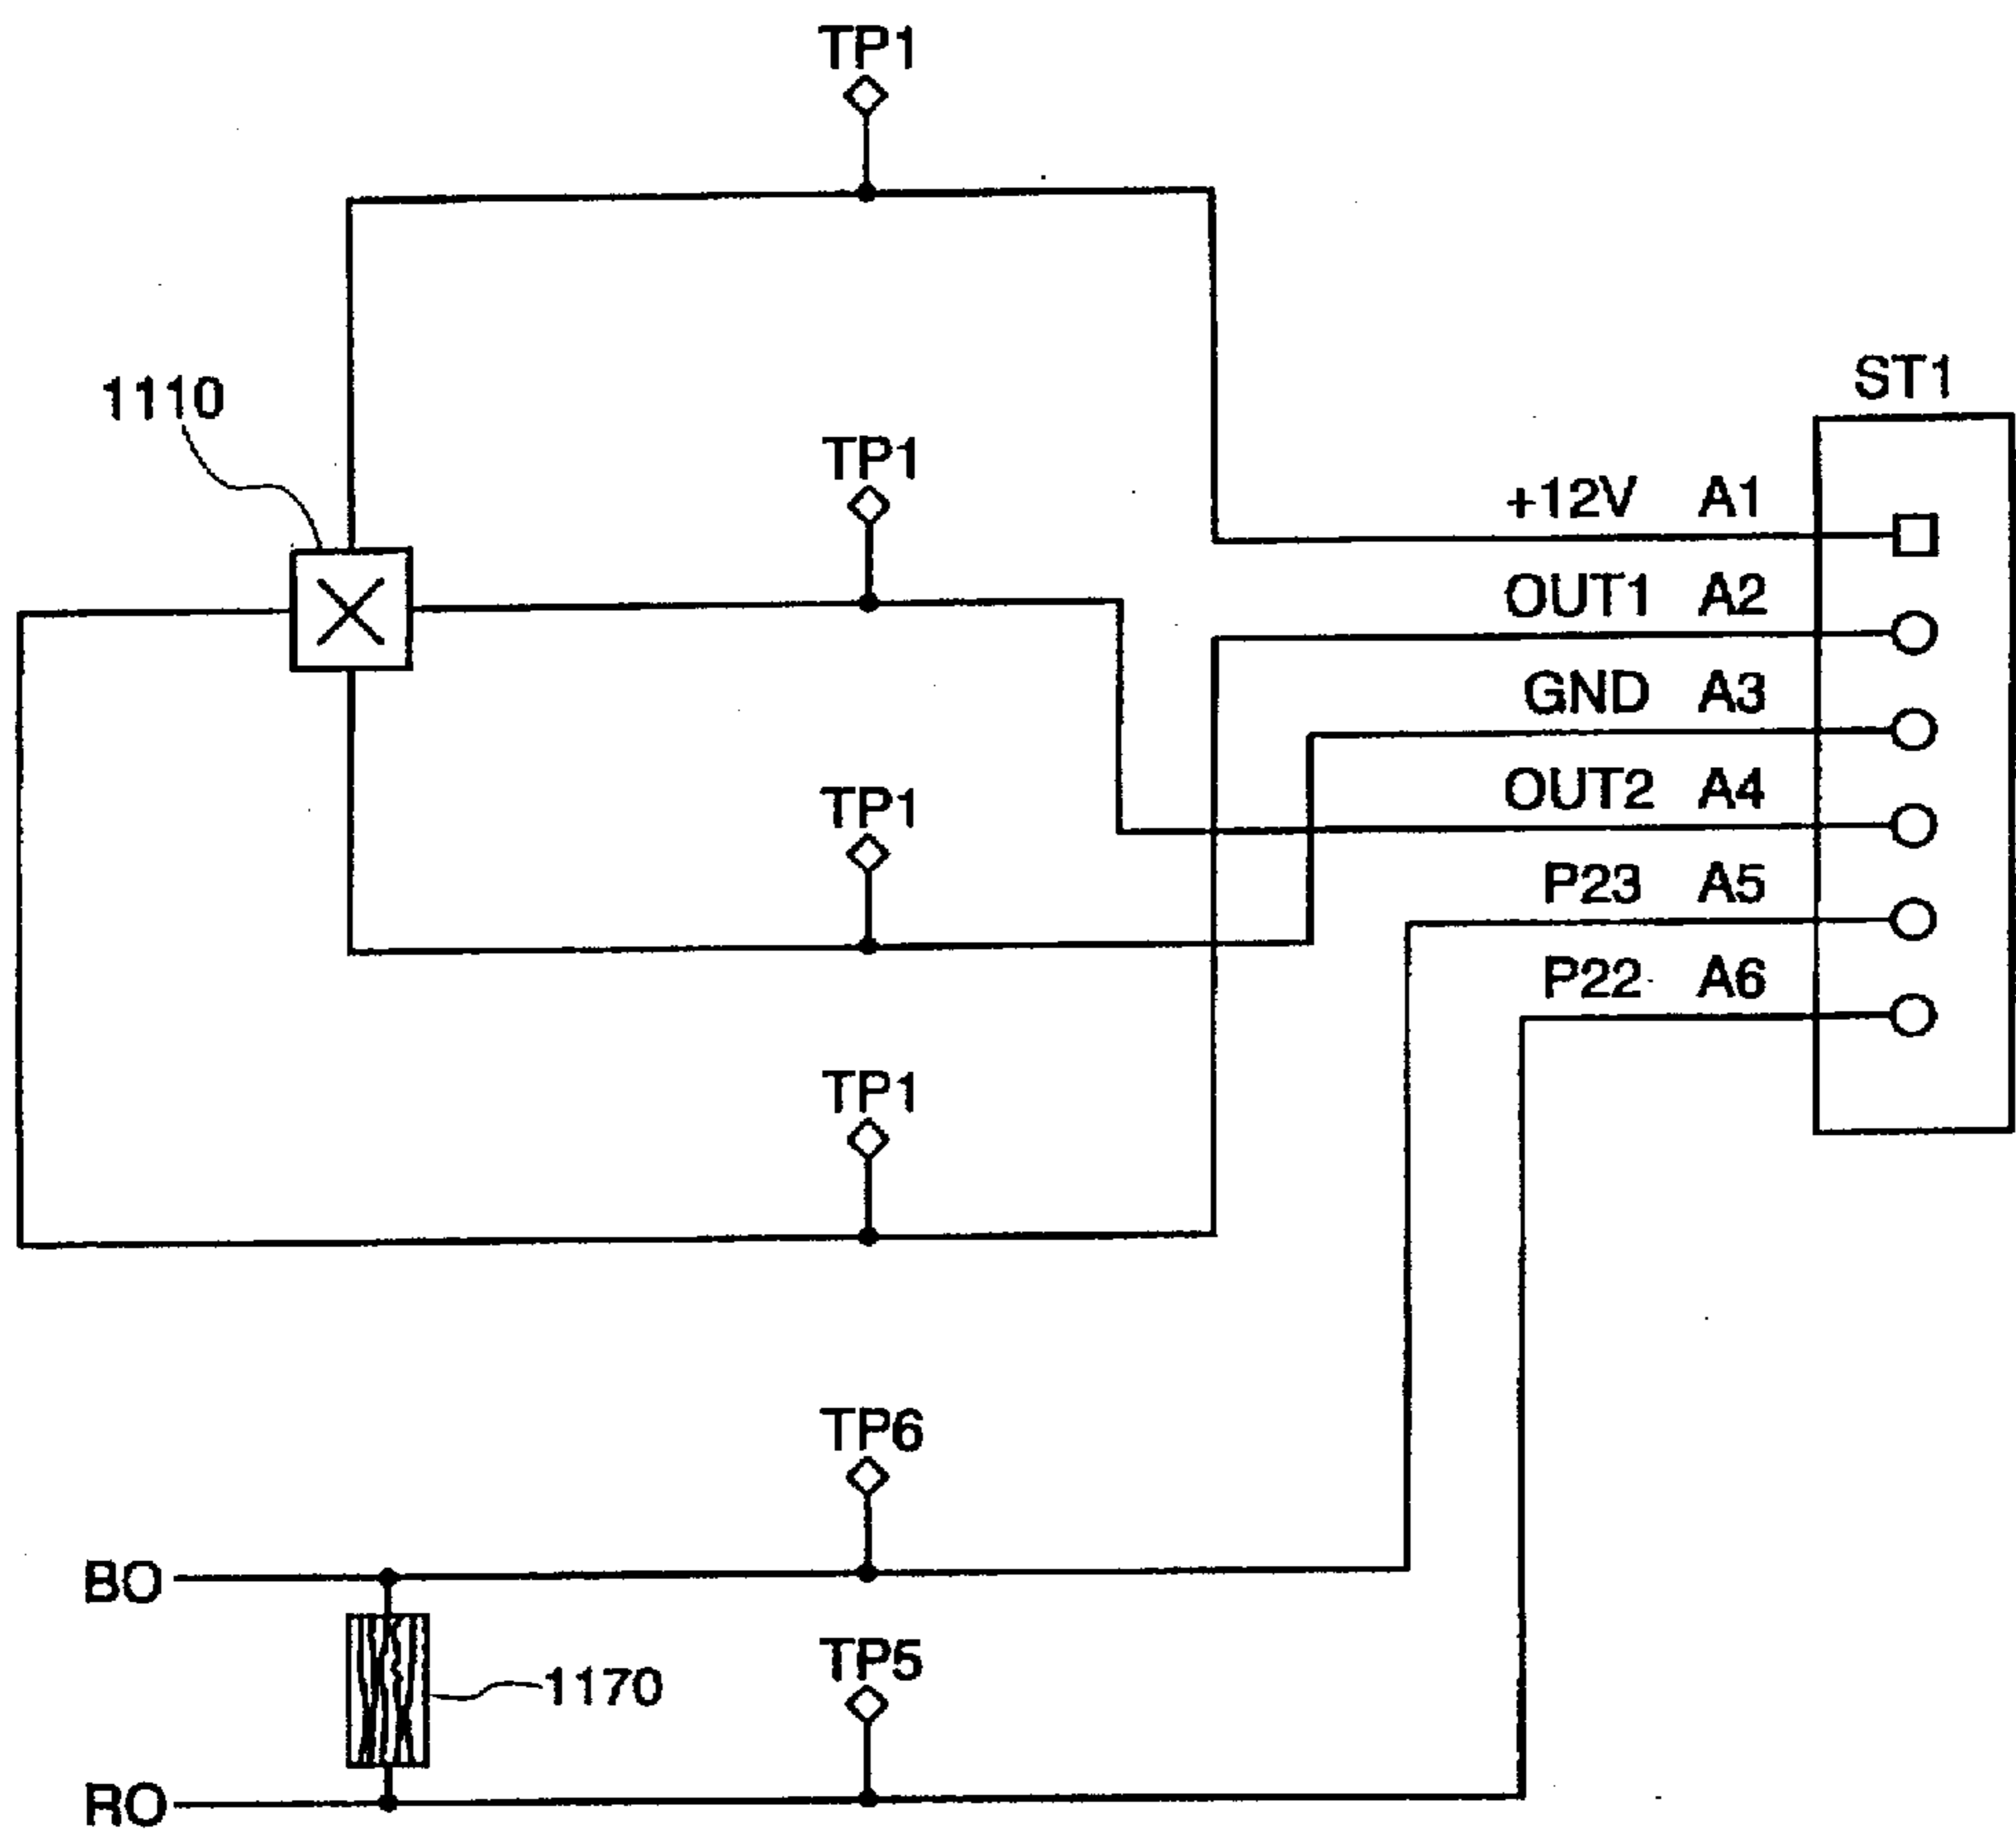 TP1
ST1
1110
TP1
+12V A1
OUT1 A2
GND A3
OUT2 A4
TP1
P23 A5
P22 A6
TP1
TP6
BO
TP5
1170
RO